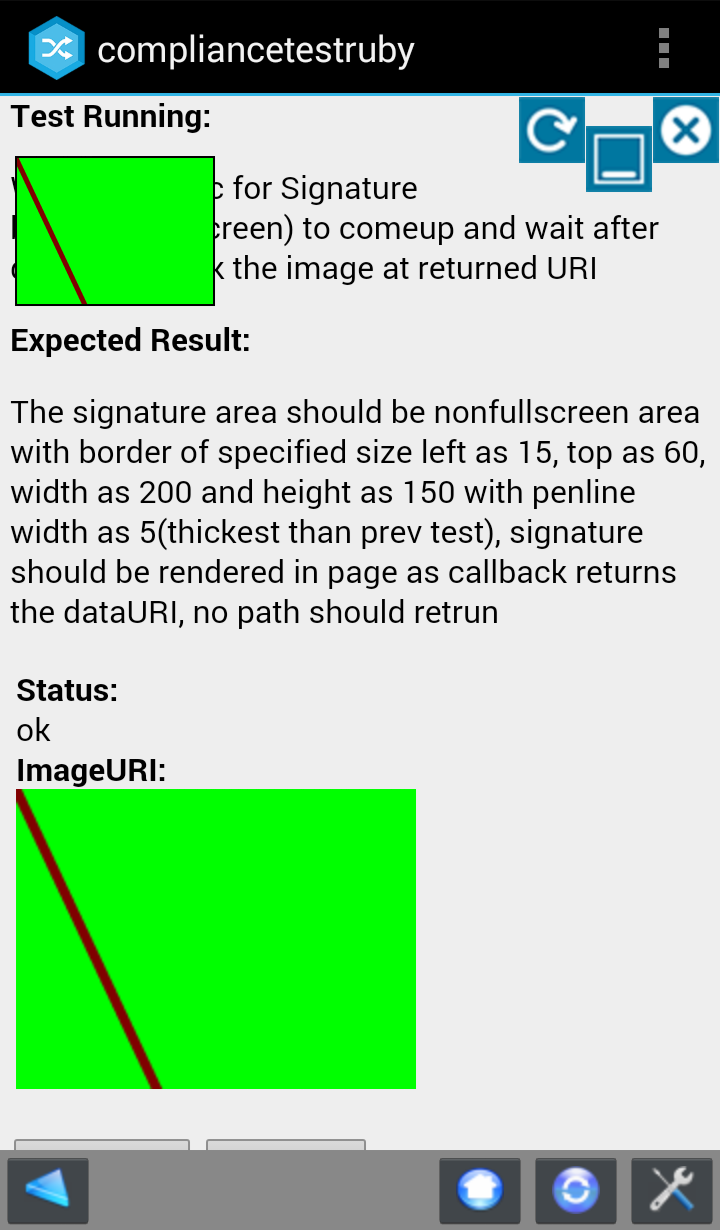 compliancetestruby
Test Running:
for Signature
to comeup and wait after
the image at returned URI
Expected Result:
The signature area should be nonfullscreen area
with border of specified size left as 15, top as 60,
width as 200 and height as 150 with penline
width as 5(thickest than prev test), signature
should be rendered in page as callback returns
the dataURI, no path should retrun
Status:
ok
ImageURI: